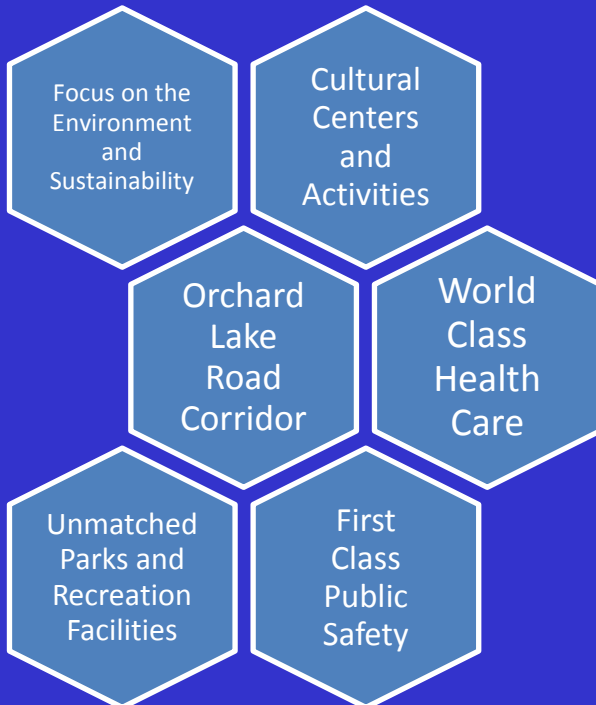 Focus on the
Environment
and
Sustainability
Cultural
Centers
and
Activities
Orchard
Lake
Road
Corridor
World
Class
Health
Care
Unmatched
Parks and
Recreation
Facilities
First
Class
Public
Safety